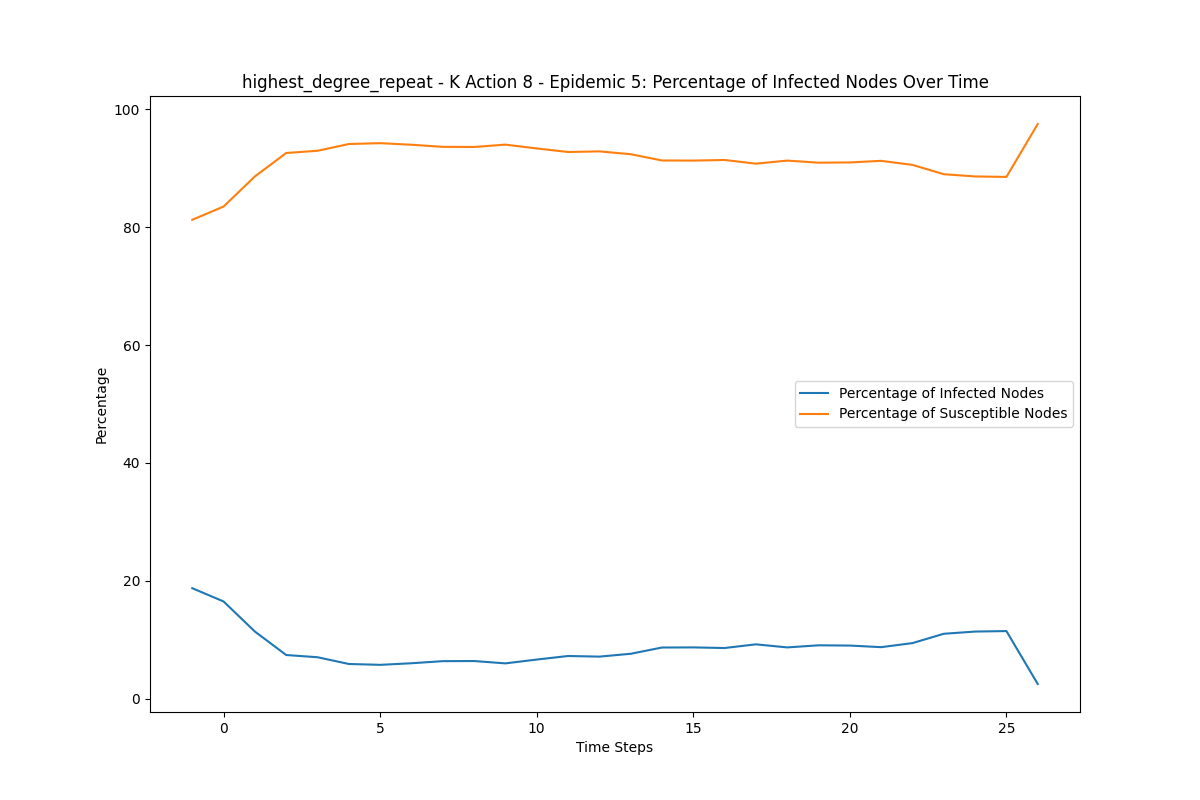 highest_degree_repeat - K Action 8 - Epidemic 5: Percentage of Infected Nodes Over Time
100
80
60
40
20
0
Percentage
Percentage of Infected Nodes
Percentage of Susceptible Nodes
0 5 10 15 20 25
Time Steps